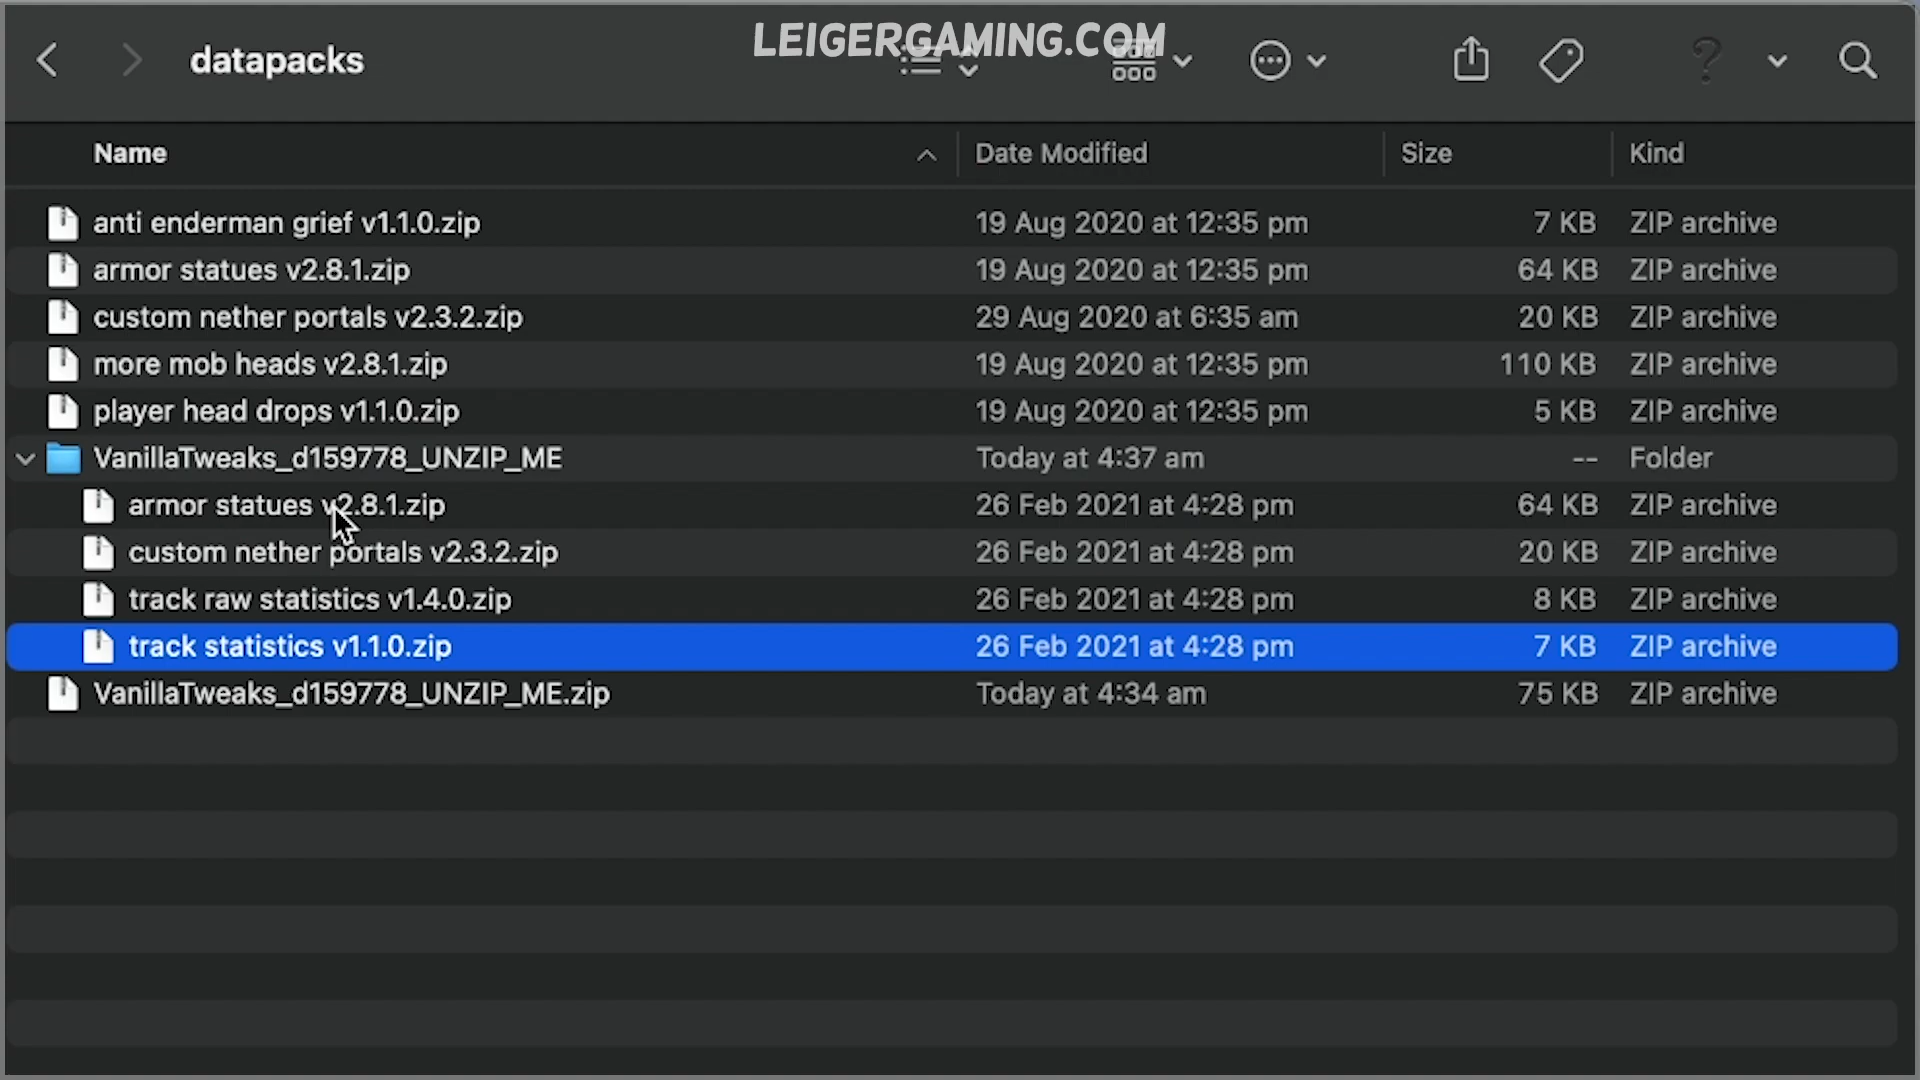 LEIGERGAMING.COM
datapacks
Name Date Modified Size Kind
anti enderman grief v1.1.0.zip 19 Aug 2020 at 12:35 pm 7 KB ZIP archive
armor statues v2.8.1.zip 19 Aug 2020 at 12:35 pm 64 KB ZIP archive
custom nether portals v2.3.2.zip 29 Aug 2020 at 6:35 am 20 KB ZIP archive
more mob heads v2.8.1.zip 19 Aug 2020 at 12:35 pm 110 KB ZIP archive
player head drops v1.1.0.zip 19 Aug 2020 at 12:35 pm 5 KB ZIP archive
VanillaTweaks_d159778_UNZIP_ME Today at 4:37 am -- Folder
armor statues v2.8.1.zip 26 Feb 2021 at 4:28 pm 64 KB ZIP archive
custom nether portals v2.3.2.zip 26 Feb 2021 at 4:28 pm 20 KB ZIP archive
track raw statistics v1.4.0.zip 26 Feb 2021 at 4:28 pm 8 KB ZIP archive
track statistics v1.1.0.zip 26 Feb 2021 at 4:28 pm 7 KB ZIP archive
VanillaTweaks_d159778_UNZIP_ME.zip Today at 4:34 am 75 KB ZIP archive